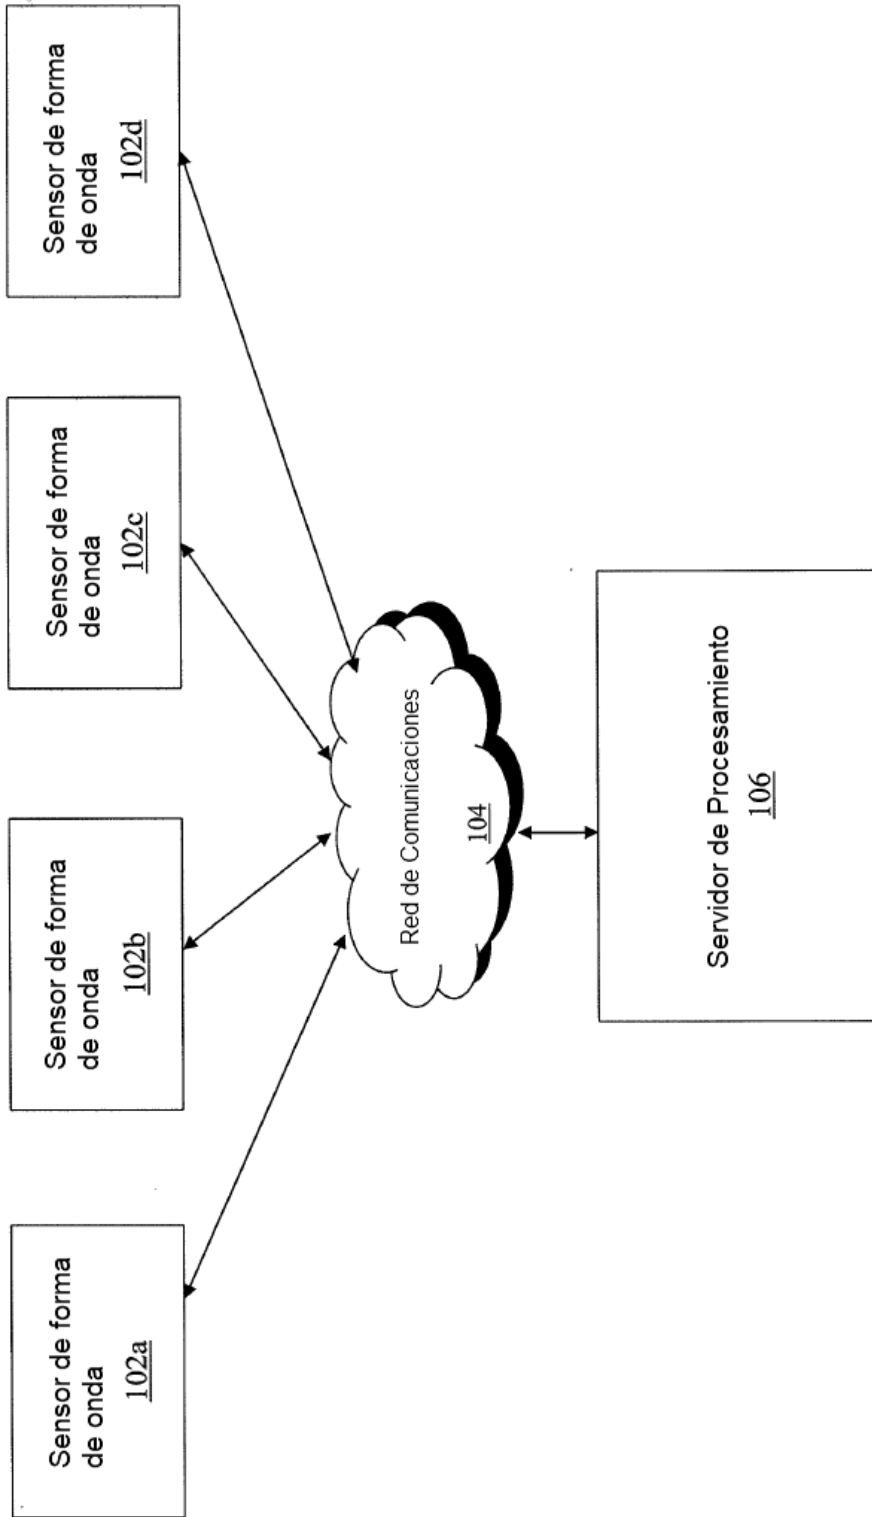 Sensor de forma
de onda
102a
Sensor de forma
de onda
102b
Sensor de forma
de onda
102c
Sensor de forma
de onda
102d
Red de Comunicaciones
104
Servidor de Procesamiento
106